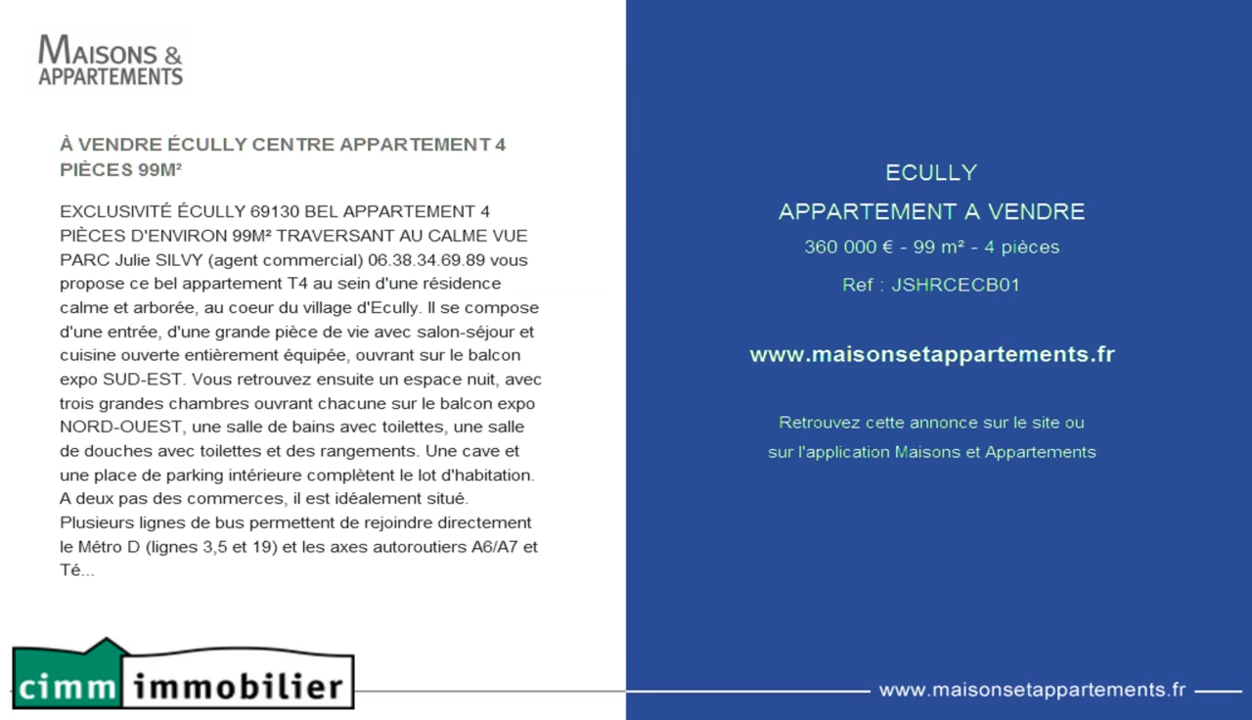 MAISONS &
APPARTEMENTS
À VENDRE ÉCULLY CENTRE APPARTEMENT 4
PIÈCES 99M²
EXCLUSIVITÉ ÉCULLY 69130 BEL APPARTEMENT 4
PIÈCES D'ENVIRON 99M² TRAVERSANT AU CALME VUE
PARC Julie SILVY (agent commercial) 06.38.34.69.89 vous
propose ce bel appartement T4 au sein d'une résidence
calme et arborée, au coeur du village d'Ecully. Il se compose
d'une entrée, d'une grande pièce de vie avec salon-séjour et
cuisine ouverte entièrement équipée, ouvrant sur le balcon
expo SUD-EST. Vous retrouvez ensuite un espace nuit, avec
trois grandes chambres ouvrant chacune sur le balcon expo
NORD-OUEST, une salle de bains avec toilettes, une salle
de douches avec toilettes et des rangements. Une cave et
une place de parking intérieure complètent le lot d'habitation.
A deux pas des commerces, il est idéalement situé.
Plusieurs lignes de bus permettent de rejoindre directement
le Métro D (lignes 3,5 et 19) et les axes autoroutiers A6/A7 et
Té...
cimm immobilier
ECULLY
APPARTEMENT A VENDRE
360 000 € - 99 m² - 4 pièces
Ref : JSHRCECB01
www.maisonsetappartements.fr
Retrouvez cette annonce sur le site ou
sur l'application Maisons et Appartements
www.maisonsetappartements.fr